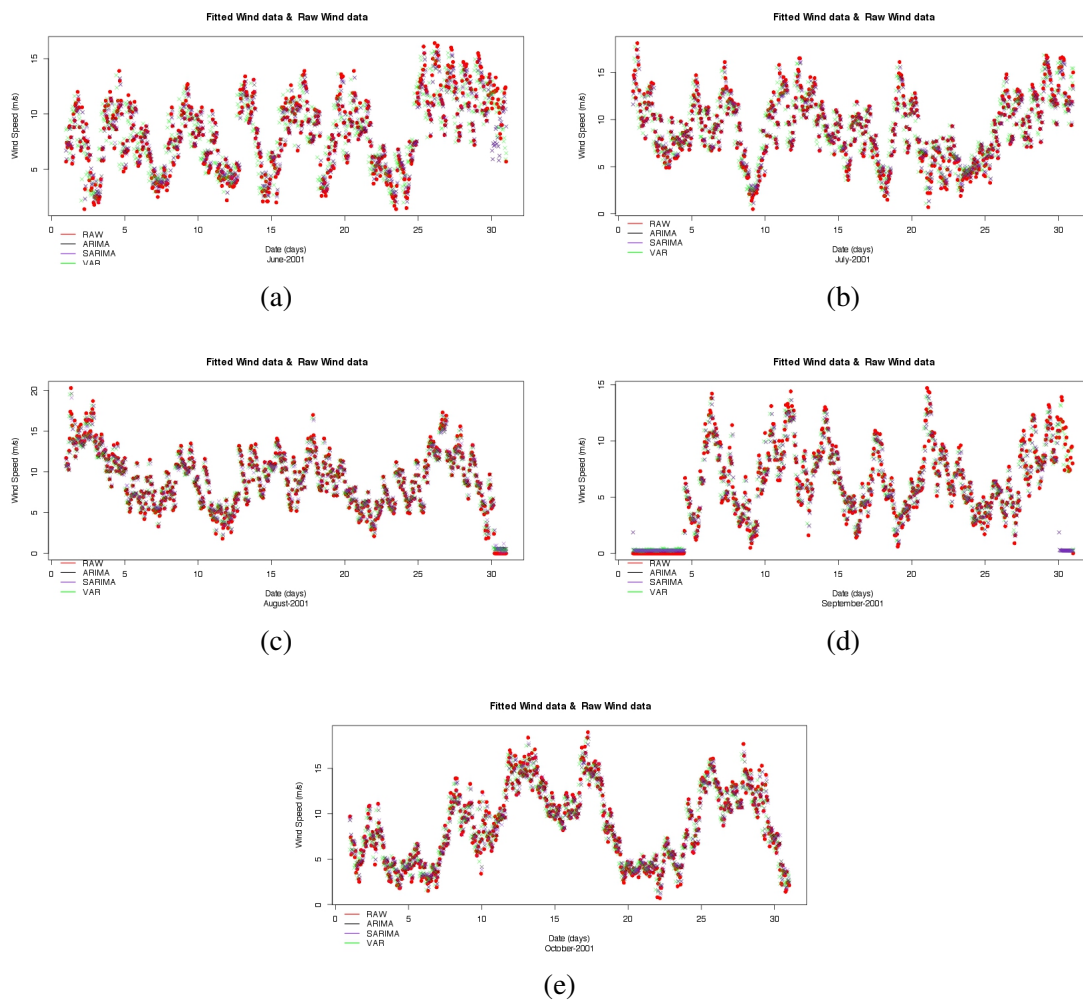 Fitted Wind data & Raw Wind data
Wind Speed (m/s)
15
10
5
0 5 10 15 20 25 30
RAW
ARIMA
SARIMA
VAR
Date (days)
June-2001
(a)
Fitted Wind data & Raw Wind data
Wind Speed (m/s)
15
10
5
0
0 5 10 15 20 25 30
RAW
ARIMA
SARIMA
VAR
Date (days)
July-2001
(b)
Fitted Wind data & Raw Wind data
Wind Speed (m/s)
20
15
10
5
0
0 5 10 15 20 25 30
RAW
ARIMA
SARIMA
VAR
Date (days)
August-2001
(c)
Fitted Wind data & Raw Wind data
Wind Speed (m/s)
15
10
5
0
0 5 10 15 20 25 30
RAW
ARIMA
SARIMA
VAR
Date (days)
September-2001
(d)
Fitted Wind data & Raw Wind data
Wind Speed (m/s)
15
10
5
0
0 5 10 15 20 25 30
RAW
ARIMA
SARIMA
VAR
Date (days)
October-2001
(e)